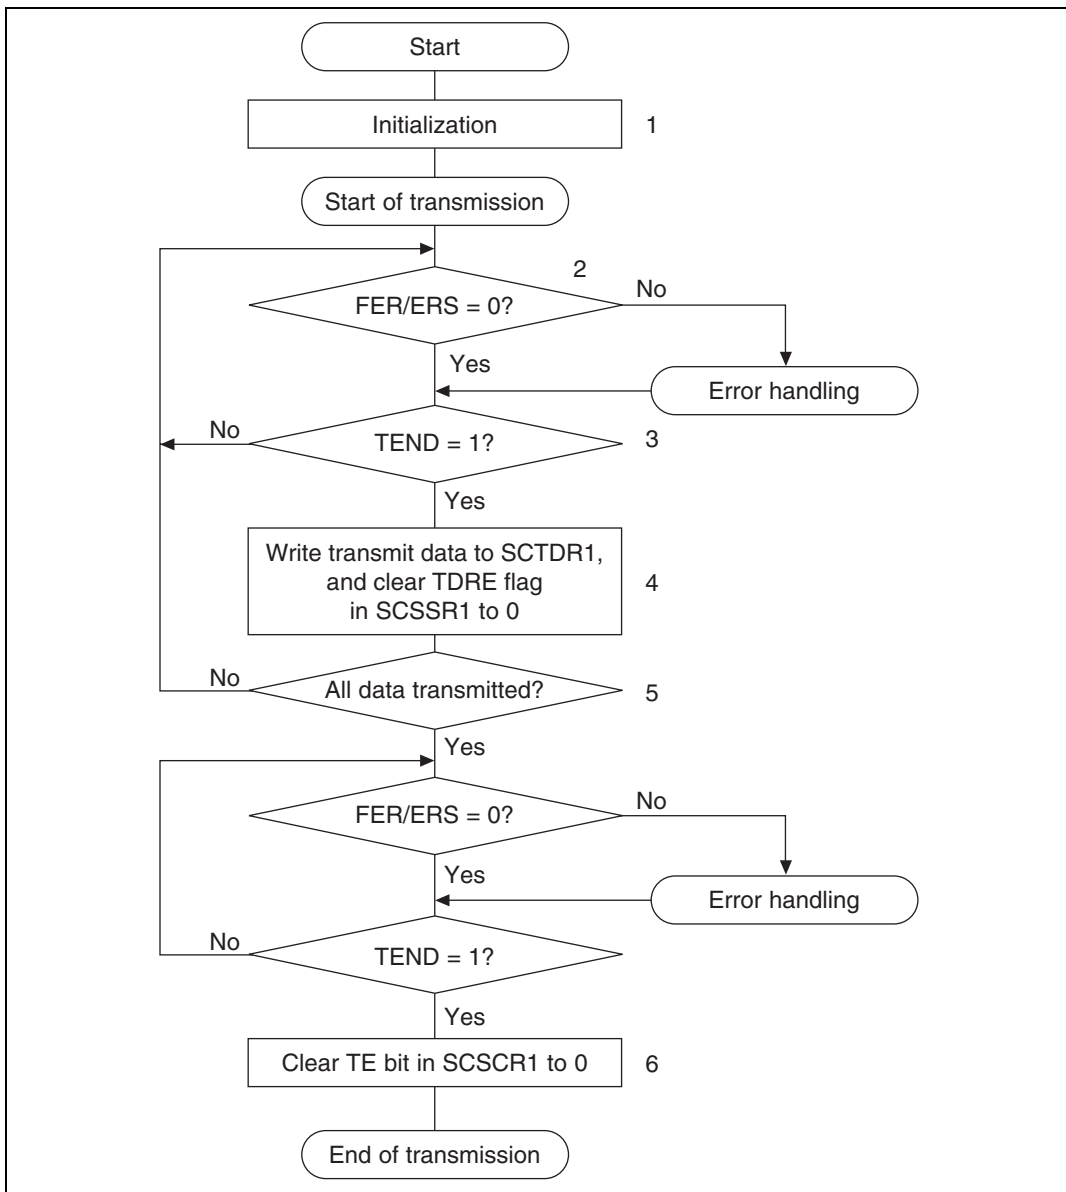 Start
Initialization 1
Start of transmission
2
FER/ERS = 0?
No
Yes
Error handling
No
TEND = 1?
3
Yes
Write transmit data to SCTDR1,
and clear TDRE flag
in SCSSR1 to 0
4
No
All data transmitted?
5
Yes
FER/ERS = 0?
No
Yes
Error handling
No
TEND = 1?
Yes
Clear TE bit in SCSCR1 to 0
6
End of transmission